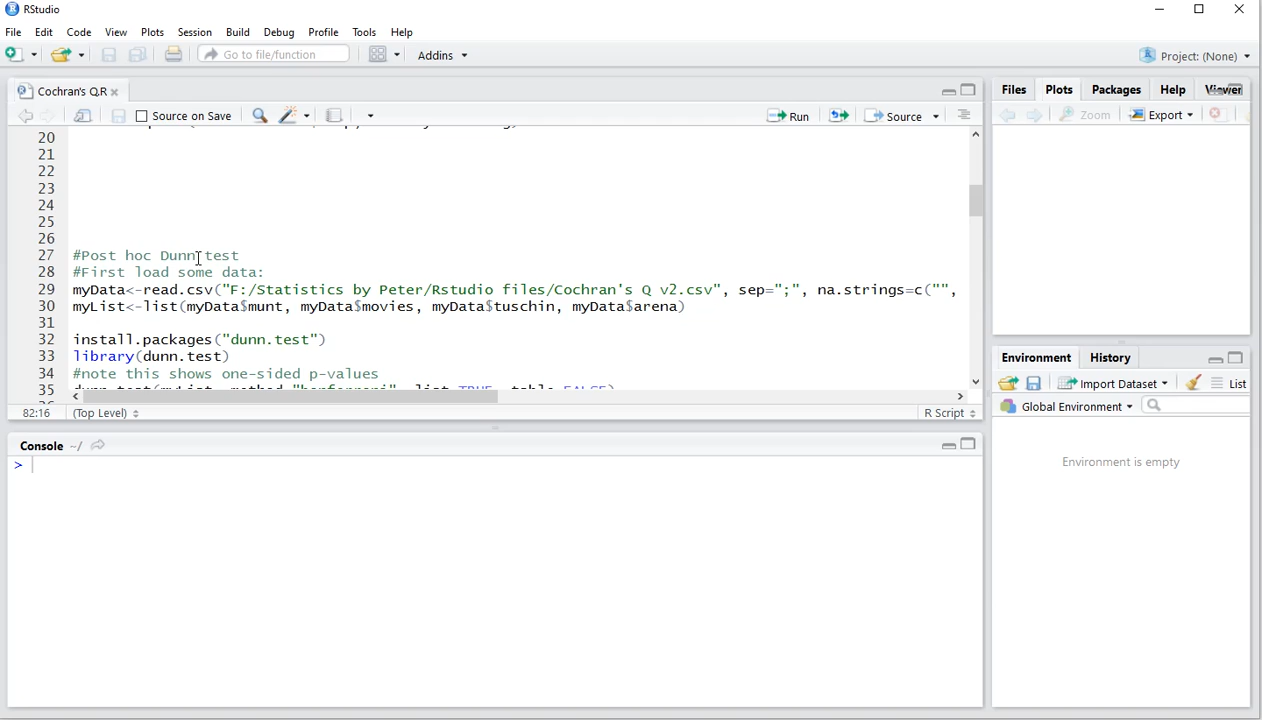 RStudio
File Edit Code View Plots Session Build Debug Profile Tools Help
Go to file/function Addins Project: (None)
Cochran's Q.R
Source on Save Run Source
20
21
22
23
24
25
26
27 #Post hoc Dunn test
28 #First load some data:
29 myData<-read.csv("F:/Statistics by Peter/Rstudio files/Cochran's Q v2.csv", sep=";", na.strings=c("",
30 myList<-list(myData$munt, myData$movies, myData$tuschin, myData$arena)
31
32 install.packages("dunn.test")
33 library(dunn.test)
34 #note this shows one-sided p-values
35
82:16 (Top Level) R Script
Console ~/
>
Files Plots Packages Help Viewer
Zoom Export
Environment History
Import Dataset List
Global Environment
Environment is empty